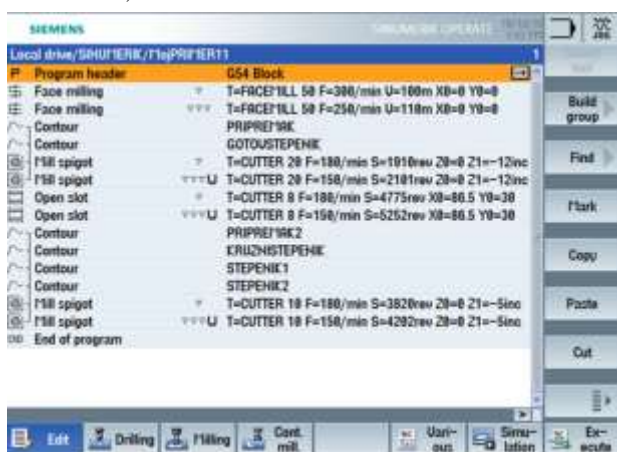 SIEMENS
SINUMERIK OPERATE
JOG
Local drive/SINUMERIK/MojPRIMER11 1
P Program header G54 Block
Face milling ▽ T=FACEMILL 50 F=300/min V=100m X0=0 Y0=0
Face milling ▽▽▽ T=FACEMILL 50 F=250/min V=110m X0=0 Y0=0
Contour PRIPREMAK
Contour GOTOVSTEPENIK
Mill spigot ▽ T=CUTTER 20 F=180/min S=1910rev Z0=0 Z1=-12inc
Mill spigot ▽▽▽U T=CUTTER 20 F=150/min S=2101rev Z0=0 Z1=-12inc
Open slot ▽ T=CUTTER 8 F=180/min S=4775rev X0=86.5 Y0=30
Open slot ▽▽▽U T=CUTTER 8 F=150/min S=5252rev X0=86.5 Y0=30
Contour PRIPREMAK2
Contour KRUZNISTEPENIK
Contour STEPENIK1
Contour STEPENIK2
Mill spigot ▽ T=CUTTER 10 F=180/min S=3820rev Z0=0 Z1=-5inc
Mill spigot ▽▽▽U T=CUTTER 10 F=150/min S=4202rev Z0=0 Z1=-5inc
END End of program
Build
group
Find
Mark
Copy
Paste
Cut
Edit
Drilling
Milling
Cont.
mill.
Vari-
ous
Simu-
lation
Ex-
ecute